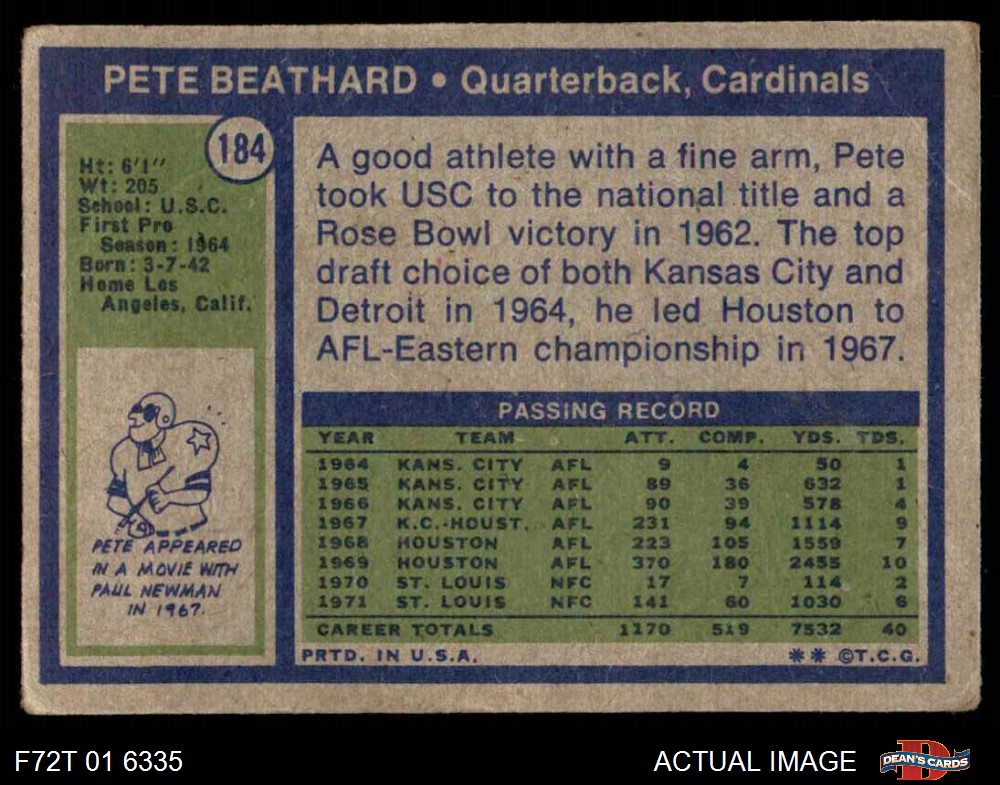 PETE BEATHARD • Quarterback, Cardinals
184
Ht: 6'1"
Wt: 205
School: U.S.C.
First Pro
Season: 1964
Born: 3-7-42
Home Los
Angeles, Calif.
PETE APPEARED
IN A MOVIE WITH
PAUL NEWMAN
IN 1967.
A good athlete with a fine arm, Pete
took USC to the national title and a
Rose Bowl victory in 1962. The top
draft choice of both Kansas City and
Detroit in 1964, he led Houston to
AFL-Eastern championship in 1967.
PASSING RECORD
YEAR TEAM ATT. COMP. YDS. TDS.
1964 KANS. CITY AFL 9 4 50 1
1965 KANS. CITY AFL 89 36 632 1
1966 KANS. CITY AFL 90 39 578 4
1967 K.C.-HOUST. AFL 231 94 1114 9
1968 HOUSTON AFL 223 105 1559 7
1969 HOUSTON AFL 370 180 2455 10
1970 ST. LOUIS NFC 17 7 114 2
1971 ST. LOUIS NFC 141 60 1030 6
CAREER TOTALS 1170 519 7532 40
PRTD. IN U.S.A. ** ©T.C.G.
F72T 01 6335 ACTUAL IMAGE D DEAN'S CARDS